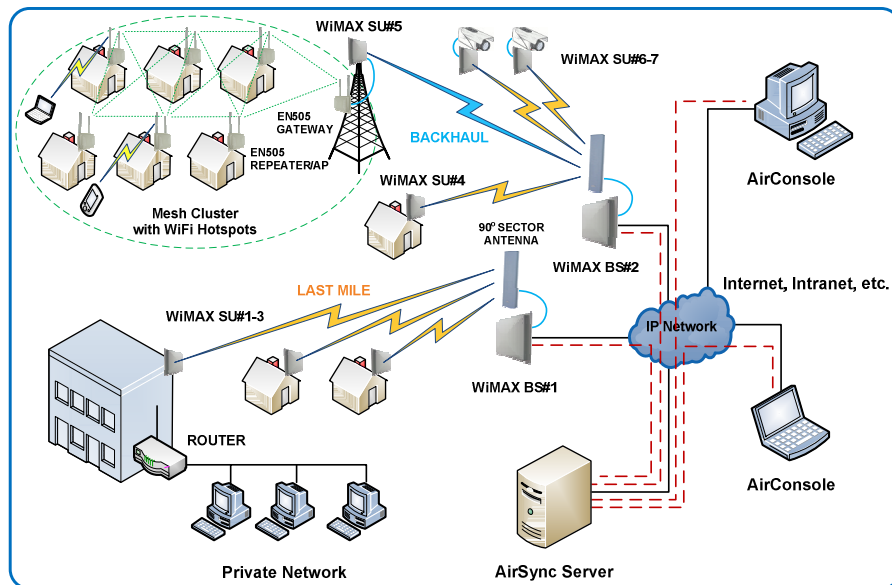 WiMAX SU#5
WiMAX SU#6-7
EN505
GATEWAY
BACKHAUL
EN505
REPEATER/AP
AirConsole
WiMAX SU#4
Mesh Cluster
with WiFi Hotspots
90° SECTOR
ANTENNA
WiMAX BS#2
Internet, Intranet, etc.
LAST MILE
WiMAX SU#1-3
IP Network
WiMAX BS#1
ROUTER
AirConsole
Private Network
AirSync Server